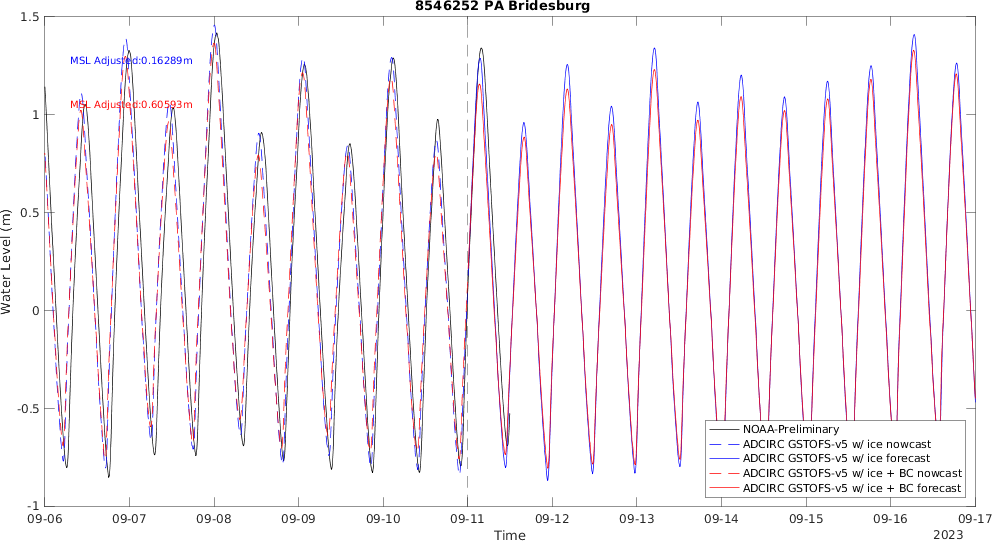 8546252 PA Bridesburg
1.5
MSL Adjusted:0.16289m
MSL Adjusted:0.60593m
1
0.5
0
-0.5
-1
Water Level (m)
NOAA-Preliminary
ADCIRC GSTOFS-v5 w/ ice nowcast
ADCIRC GSTOFS-v5 w/ ice forecast
ADCIRC GSTOFS-v5 w/ ice + BC nowcast
ADCIRC GSTOFS-v5 w/ ice + BC forecast
09-06 09-07 09-08 09-09 09-10 09-11 09-12 09-13 09-14 09-15 09-16 09-17
Time
2023